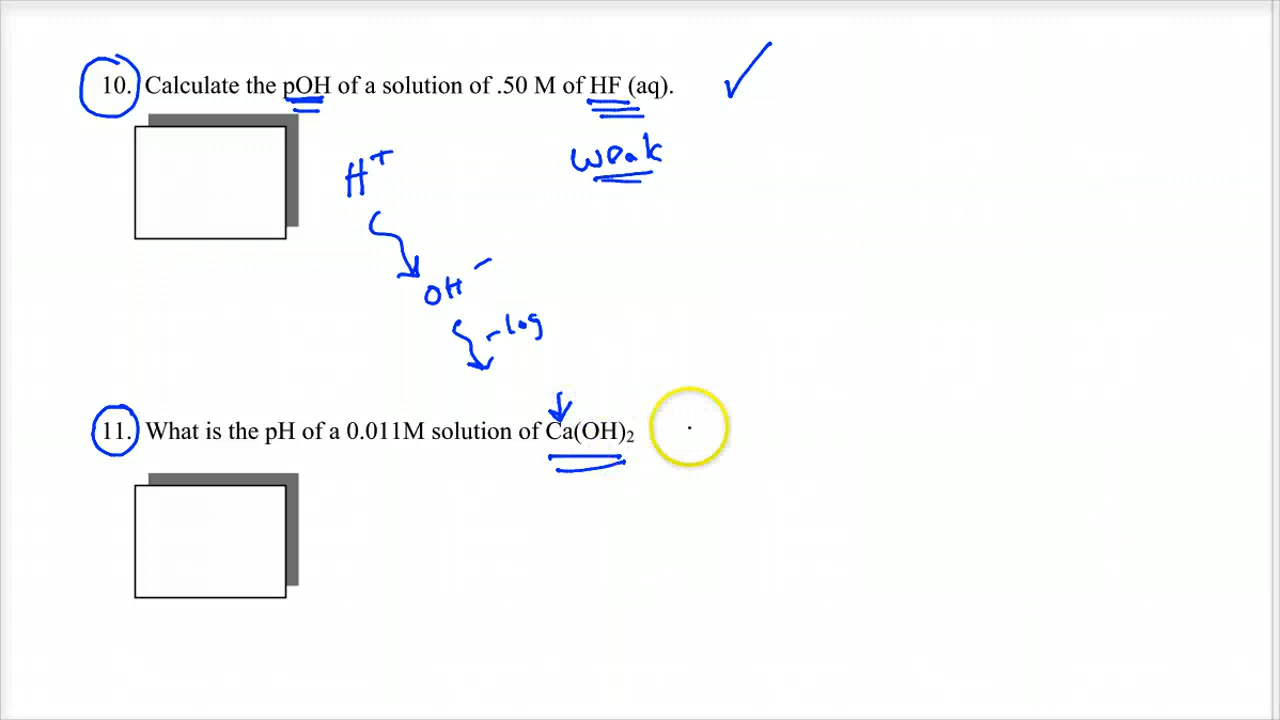 10. Calculate the pOH of a solution of .50 M of HF (aq).
weak
H+
OH-
-log
11. What is the pH of a 0.011M solution of Ca(OH)₂